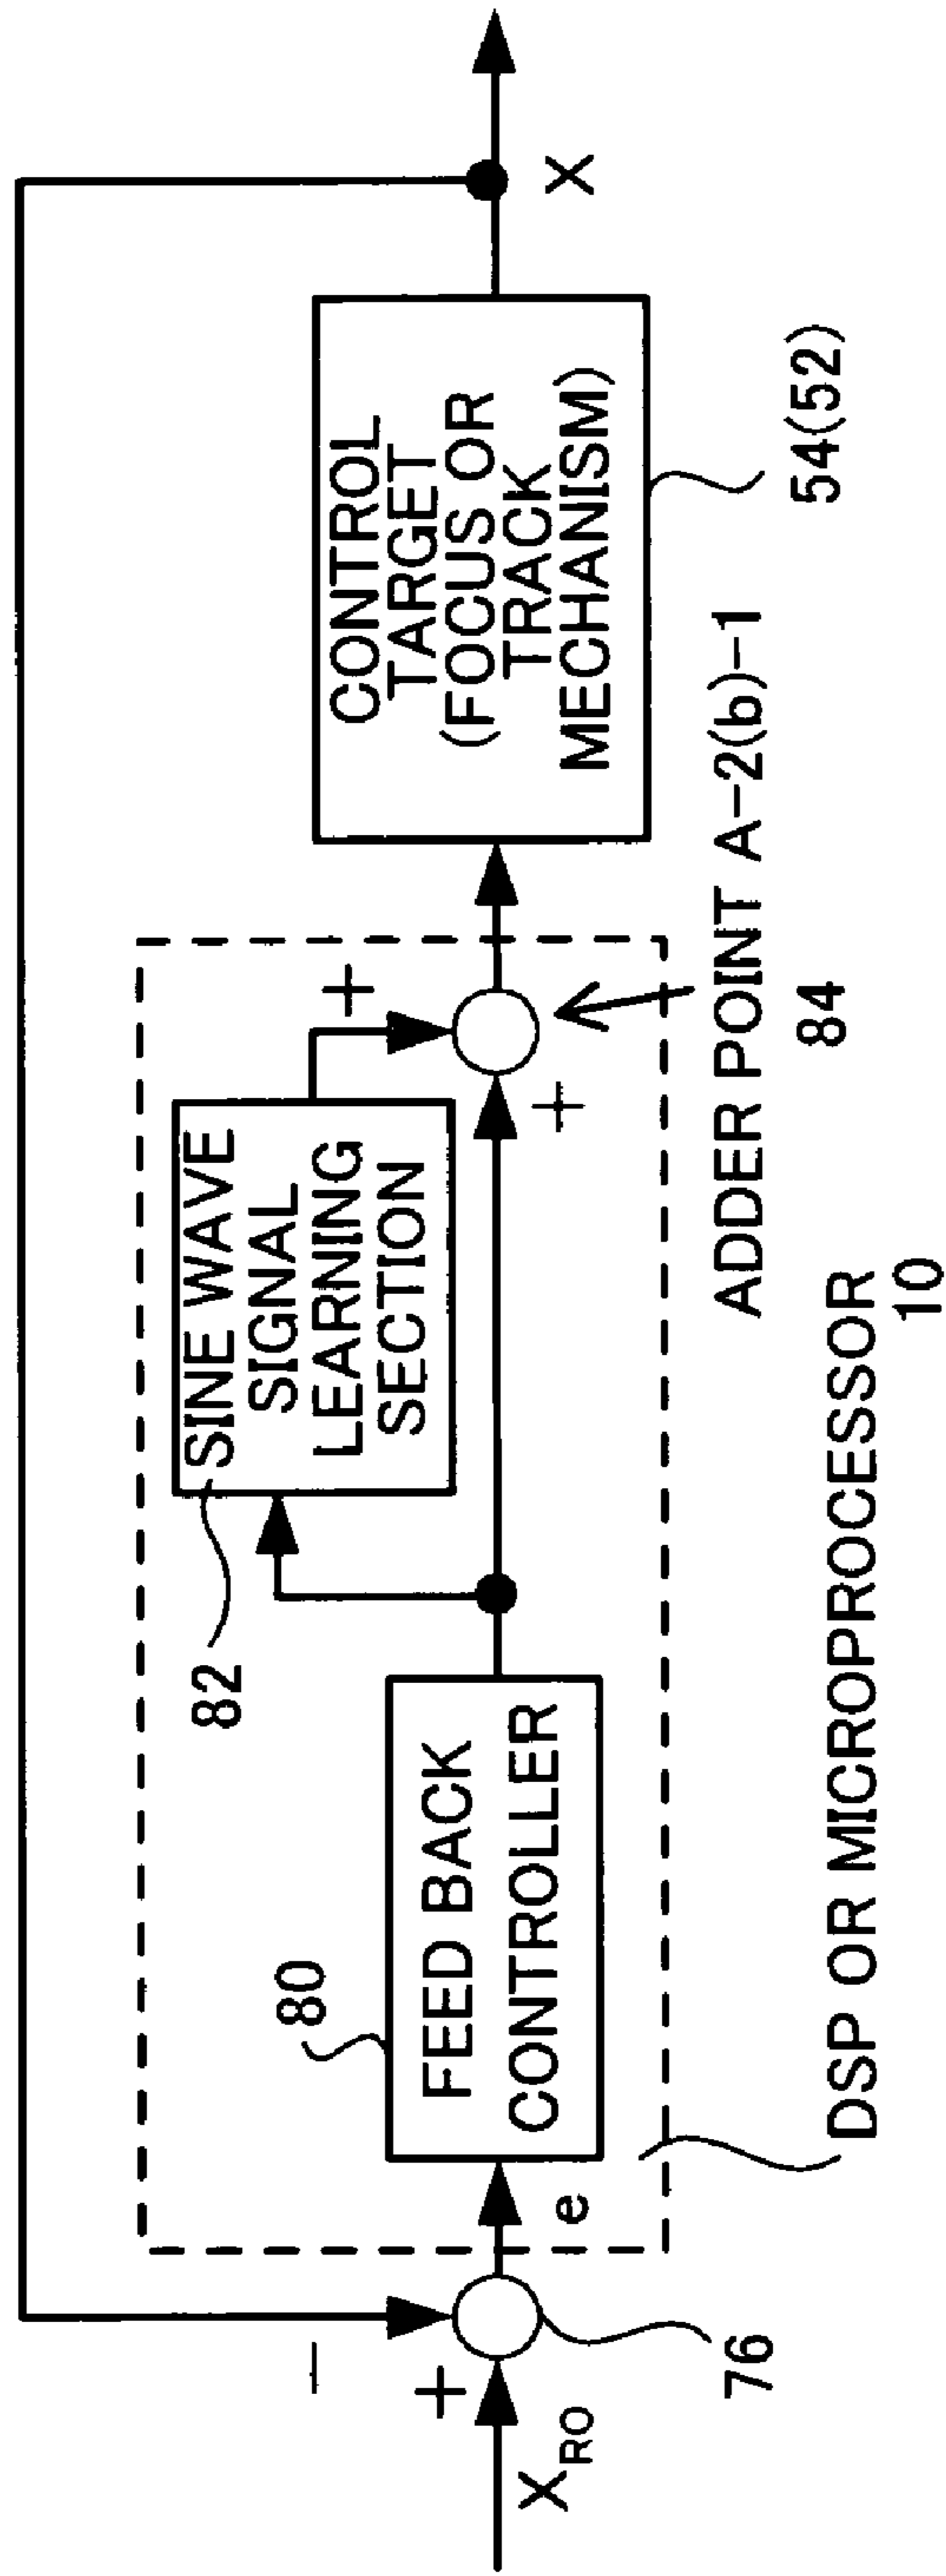 X_RO
+
−
76
e
80
FEED BACK
CONTROLLER
82
SINE WAVE
SIGNAL
LEARNING
SECTION
+
+
ADDER POINT A-2(b)-1
84
DSP OR MICROPROCESSOR
10
CONTROL
TARGET
(FOCUS OR
TRACK
MECHANISM)
54(52)
X